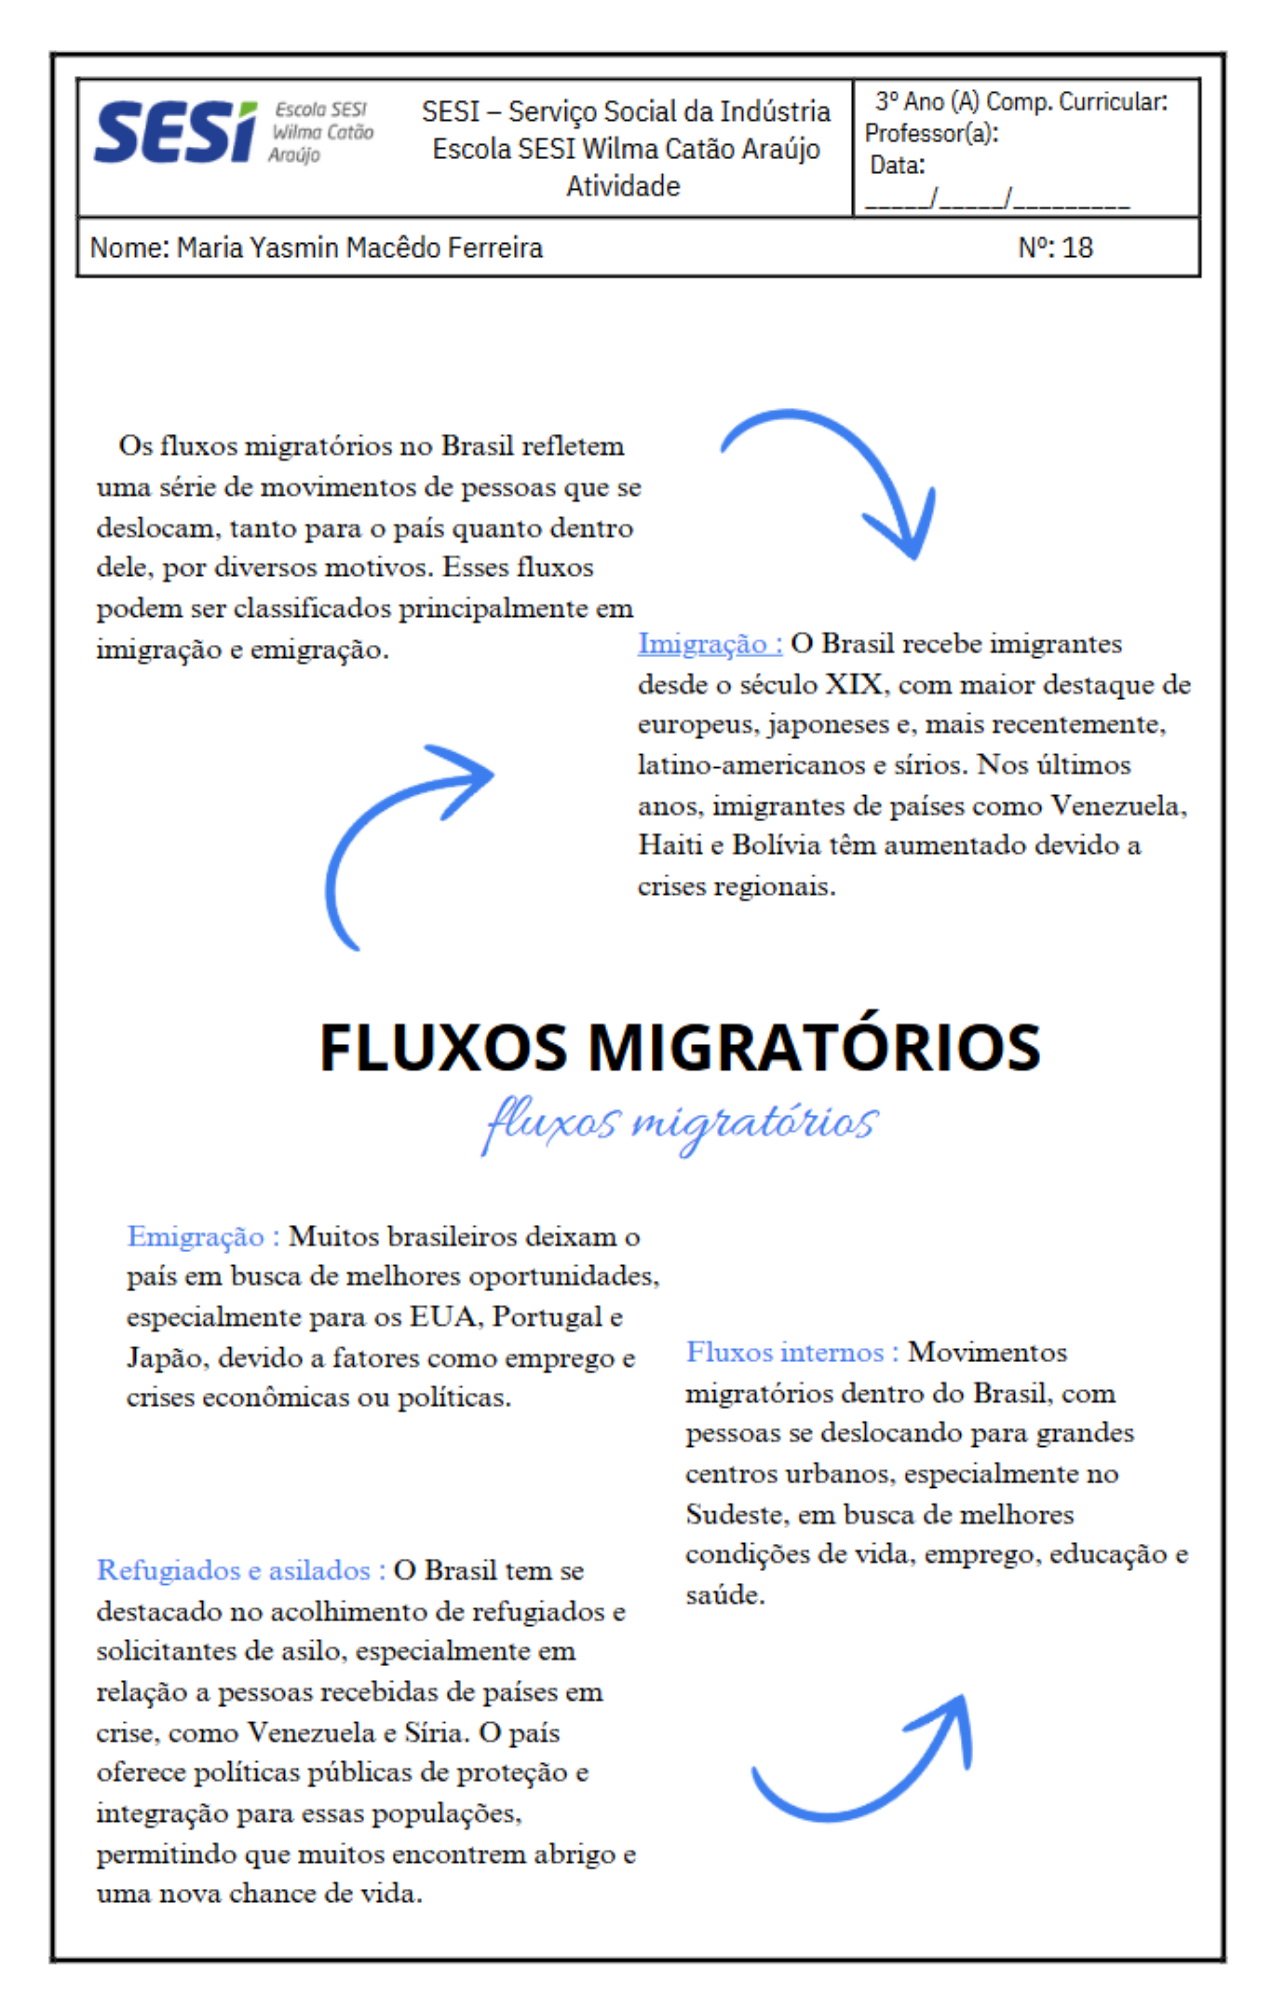 SESI
Escola SESI
Wilma Catão
Araújo
SESI – Serviço Social da Indústria
Escola SESI Wilma Catão Araújo
Atividade
3º Ano (A) Comp. Curricular:
Professor(a):
Data:
_____/_____/_________
Nome: Maria Yasmin Macêdo Ferreira Nº: 18
Os fluxos migratórios no Brasil refletem
uma série de movimentos de pessoas que se
deslocam, tanto para o país quanto dentro
dele, por diversos motivos. Esses fluxos
podem ser classificados principalmente em
imigração e emigração.
Imigração : O Brasil recebe imigrantes
desde o século XIX, com maior destaque de
europeus, japoneses e, mais recentemente,
latino-americanos e sírios. Nos últimos
anos, imigrantes de países como Venezuela,
Haiti e Bolívia têm aumentado devido a
crises regionais.
FLUXOS MIGRATÓRIOS
fluxos migratórios
Emigração : Muitos brasileiros deixam o
país em busca de melhores oportunidades,
especialmente para os EUA, Portugal e
Japão, devido a fatores como emprego e
crises econômicas ou políticas.
Fluxos internos : Movimentos
migratórios dentro do Brasil, com
pessoas se deslocando para grandes
centros urbanos, especialmente no
Sudeste, em busca de melhores
condições de vida, emprego, educação e
saúde.
Refugiados e asilados : O Brasil tem se
destacado no acolhimento de refugiados e
solicitantes de asilo, especialmente em
relação a pessoas recebidas de países em
crise, como Venezuela e Síria. O país
oferece políticas públicas de proteção e
integração para essas populações,
permitindo que muitos encontrem abrigo e
uma nova chance de vida.